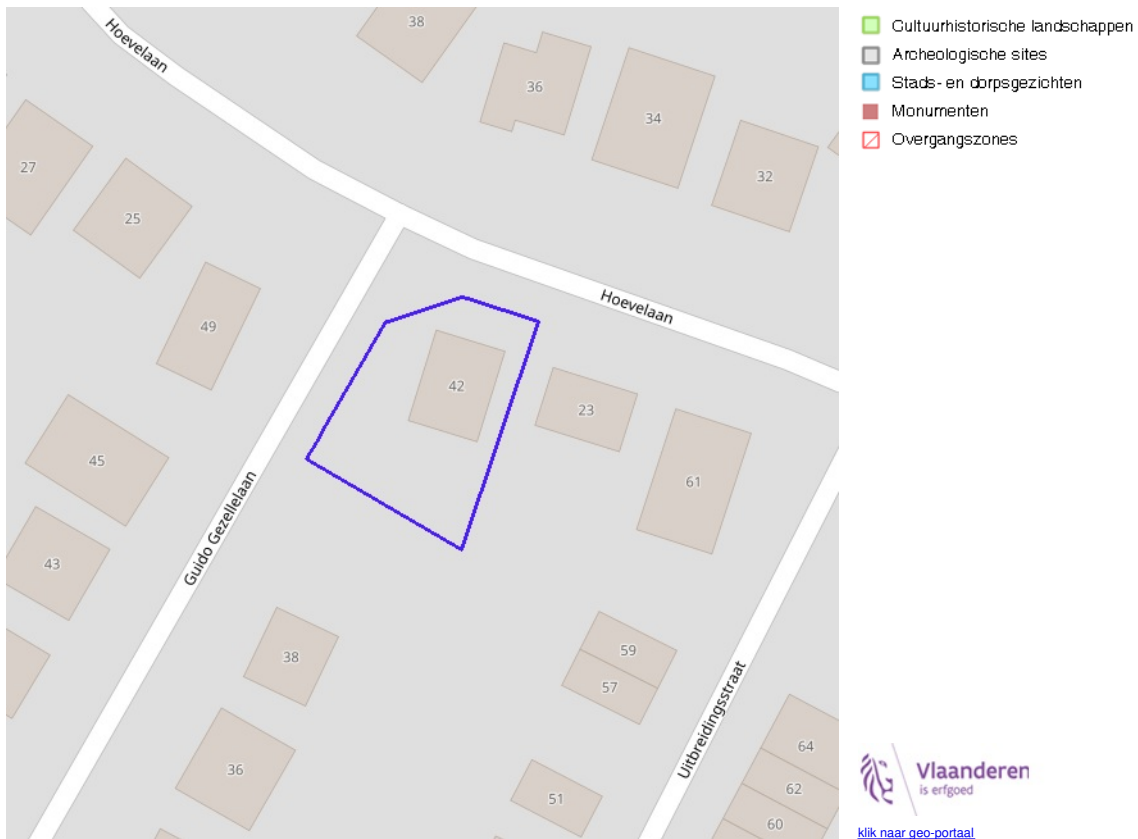 Hoevelaan
38
36
34
32
27
25
49
Hoevelaan
42
23
45
61
Guido Gezellelaan
43
38
59
57
Uitbreidingsstraat
36
64
51
62
60
Cultuurhistorische landschappen
Archeologische sites
Stads- en dorpsgezichten
Monumenten
Overgangszones
Vlaanderen
is erfgoed
klik naar geo-portaal